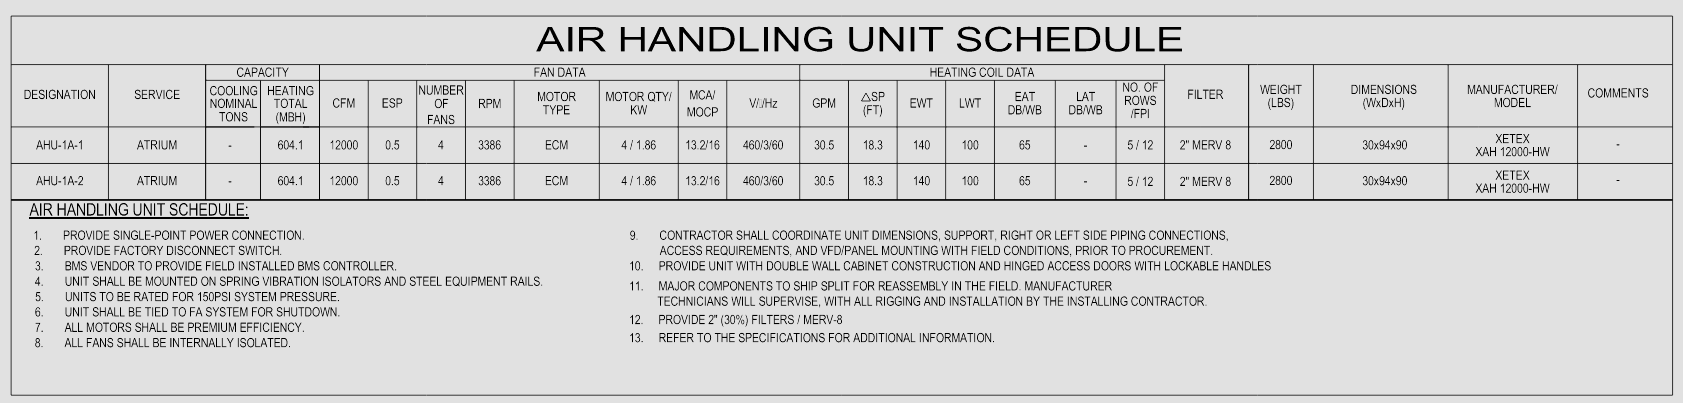 AIR HANDLING UNIT SCHEDULE
DESIGNATION SERVICE CAPACITY COOLING NOMINAL TONS HEATING TOTAL (MBH) FAN DATA CFM ESP NUMBER OF FANS RPM MOTOR TYPE MOTOR QTY/ KW MCA/ MOCP V/∅/Hz HEATING COIL DATA GPM △SP (FT) EWT LWT EAT DB/WB LAT DB/WB NO. OF ROWS /FPI FILTER WEIGHT (LBS) DIMENSIONS (WxDxH) MANUFACTURER/ MODEL COMMENTS
AHU-1A-1 ATRIUM - 604.1 12000 0.5 4 3386 ECM 4 / 1.86 13.2/16 460/3/60 30.5 18.3 140 100 65 - 5 / 12 2" MERV 8 2800 30x94x90 XETEX XAH 12000-HW -
AHU-1A-2 ATRIUM - 604.1 12000 0.5 4 3386 ECM 4 / 1.86 13.2/16 460/3/60 30.5 18.3 140 100 65 - 5 / 12 2" MERV 8 2800 30x94x90 XETEX XAH 12000-HW -
AIR HANDLING UNIT SCHEDULE:
1. PROVIDE SINGLE-POINT POWER CONNECTION.
2. PROVIDE FACTORY DISCONNECT SWITCH.
3. BMS VENDOR TO PROVIDE FIELD INSTALLED BMS CONTROLLER.
4. UNIT SHALL BE MOUNTED ON SPRING VIBRATION ISOLATORS AND STEEL EQUIPMENT RAILS.
5. UNITS TO BE RATED FOR 150PSI SYSTEM PRESSURE.
6. UNIT SHALL BE TIED TO FA SYSTEM FOR SHUTDOWN.
7. ALL MOTORS SHALL BE PREMIUM EFFICIENCY.
8. ALL FANS SHALL BE INTERNALLY ISOLATED.
9. CONTRACTOR SHALL COORDINATE UNIT DIMENSIONS, SUPPORT, RIGHT OR LEFT SIDE PIPING CONNECTIONS,
ACCESS REQUIREMENTS, AND VFD/PANEL MOUNTING WITH FIELD CONDITIONS, PRIOR TO PROCUREMENT.
10. PROVIDE UNIT WITH DOUBLE WALL CABINET CONSTRUCTION AND HINGED ACCESS DOORS WITH LOCKABLE HANDLES
11. MAJOR COMPONENTS TO SHIP SPLIT FOR REASSEMBLY IN THE FIELD. MANUFACTURER
TECHNICIANS WILL SUPERVISE, WITH ALL RIGGING AND INSTALLATION BY THE INSTALLING CONTRACTOR.
12. PROVIDE 2" (30%) FILTERS / MERV-8
13. REFER TO THE SPECIFICATIONS FOR ADDITIONAL INFORMATION.